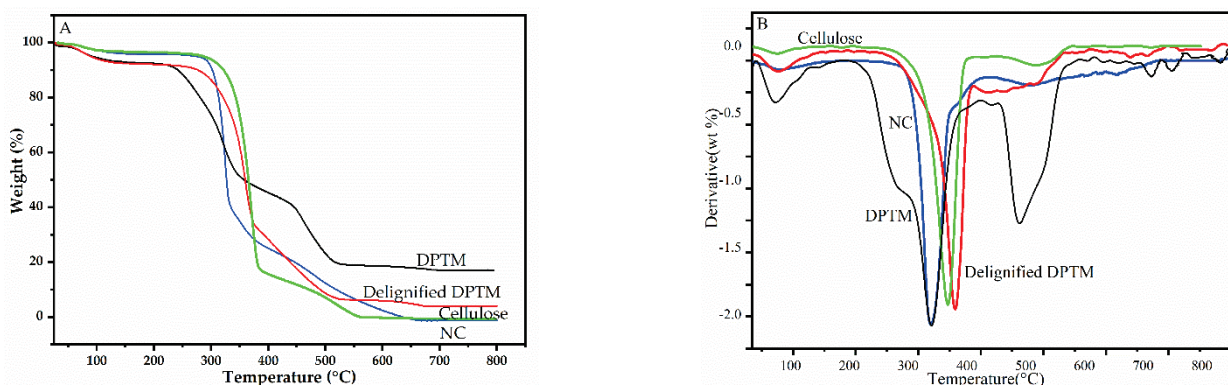 A
100
80
60
40
20
0
Weight (%)
DPTM
Delignified DPTM
Cellulose
NC
100 200 300 400 500 600 700 800
Temperature (°C)
B
0.0
-0.5
-1.0
-1.5
-2.0
Derivative(wt %)
Cellulose
NC
DPTM
Delignified DPTM
100 200 300 400 500 600 700 800
Temperature(°C)